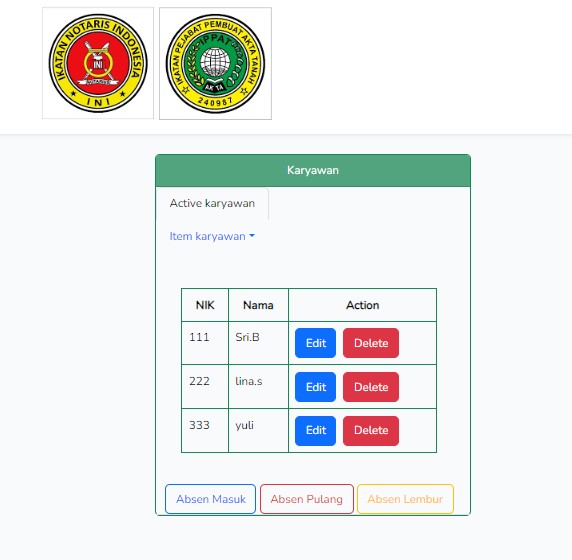 IKATAN NOTARIS INDONESIA
INI
I N I
IKATAN PEJABAT PEMBUAT AKTA TANAH
IPPAT
AKTA
240987
Karyawan
Active karyawan
Item karyawan
NIK Nama Action
111 Sri.B Edit Delete
222 lina.s Edit Delete
333 yuli Edit Delete
Absen Masuk Absen Pulang Absen Lembur